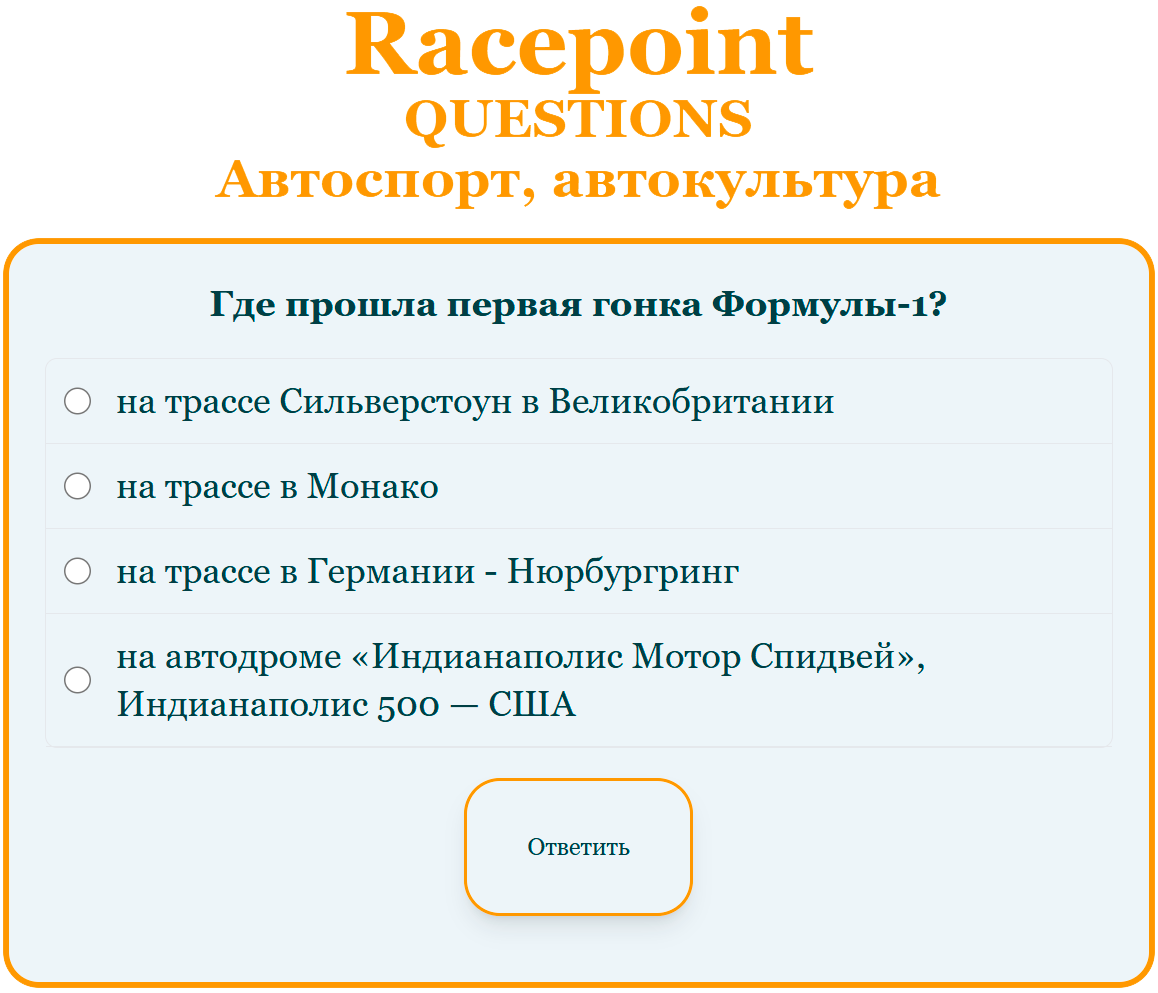 Racepoint
QUESTIONS
Автоспорт, автокультура
Где прошла первая гонка Формулы-1?
на трассе Сильверстоун в Великобритании
на трассе в Монако
на трассе в Германии - Нюрбургринг
на автодроме «Индианаполис Мотор Спидвей»,
Индианаполис 500 — США
Ответить